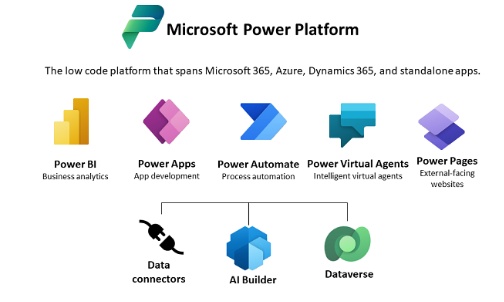 Microsoft Power Platform
The low code platform that spans Microsoft 365, Azure, Dynamics 365, and standalone apps.
Power BI
Business analytics
Power Apps
App development
Power Automate
Process automation
Power Virtual Agents
Intelligent virtual agents
Power Pages
External-facing
websites
Data
connectors
AI Builder
Dataverse